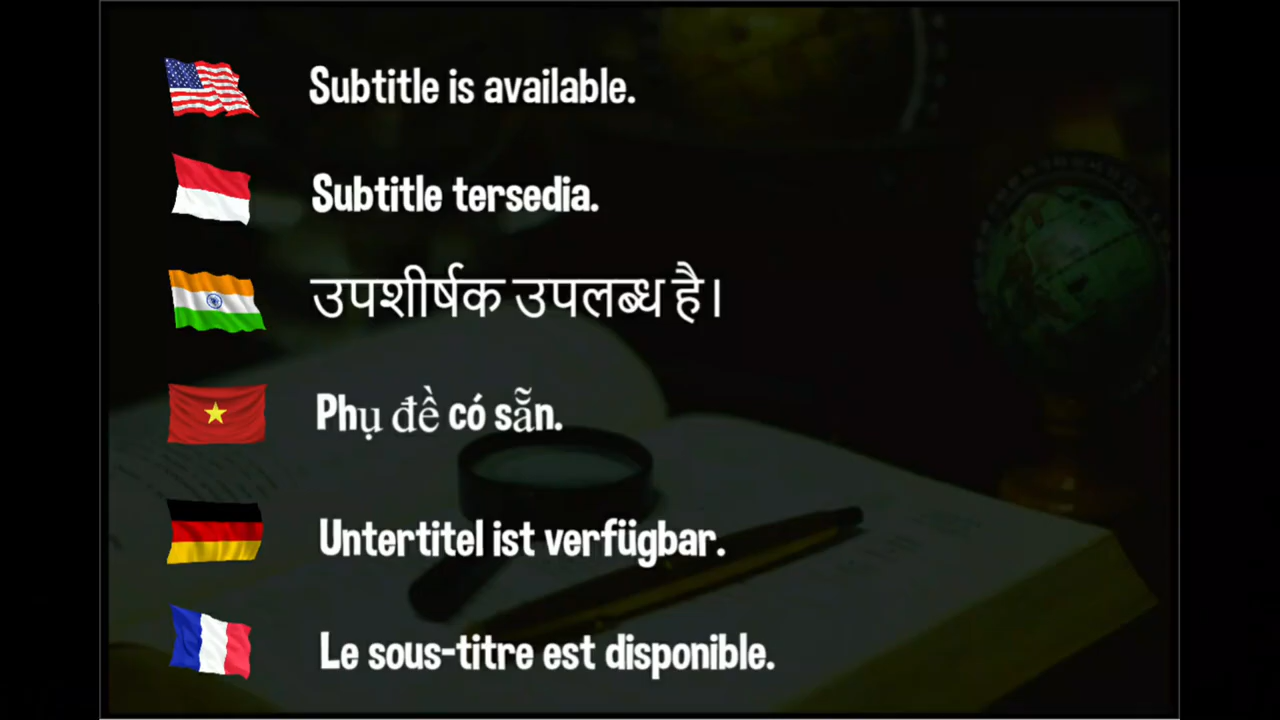 Subtitle is available.
Subtitle tersedia.
उपशीर्षक उपलब्ध है।
Phụ đề có sẵn.
Untertitel ist verfügbar.
Le sous-titre est disponible.